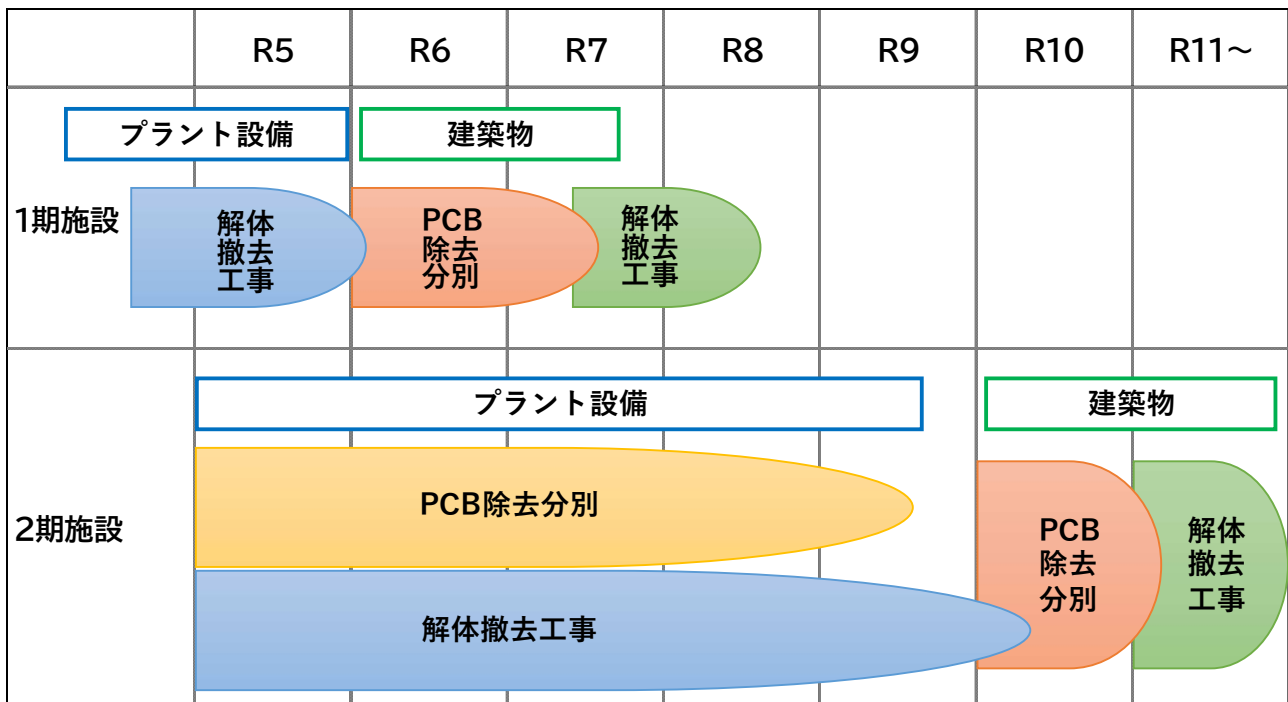 R5 R6 R7 R8 R9 R10 R11～
プラント設備 建築物
1期施設
解体
撤去
工事
PCB
除去
分別
解体
撤去
工事
プラント設備 建築物
2期施設
PCB除去分別
解体撤去工事
PCB
除去
分別
解体
撤去
工事